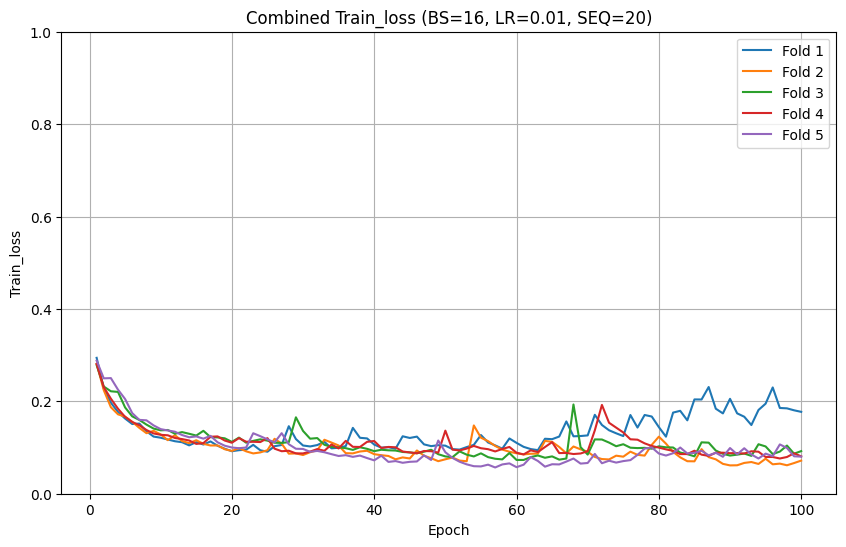 Combined Train_loss (BS=16, LR=0.01, SEQ=20)
1.0
0.8
0.6
0.4
0.2
0.0
Train_loss
Fold 1
Fold 2
Fold 3
Fold 4
Fold 5
0 20 40 60 80 100
Epoch